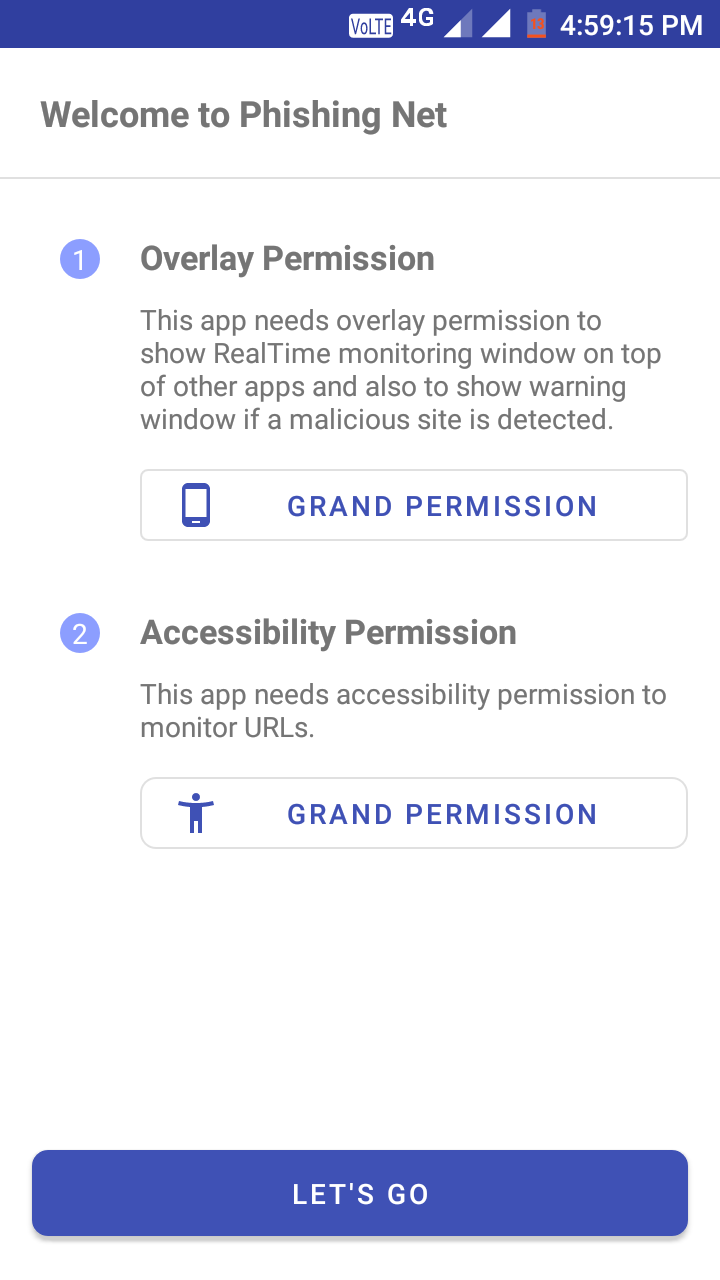 VoLTE 4G 13 4:59:15 PM
Welcome to Phishing Net
1 Overlay Permission
This app needs overlay permission to
show RealTime monitoring window on top
of other apps and also to show warning
window if a malicious site is detected.
GRAND PERMISSION
2 Accessibility Permission
This app needs accessibility permission to
monitor URLs.
GRAND PERMISSION
LET'S GO